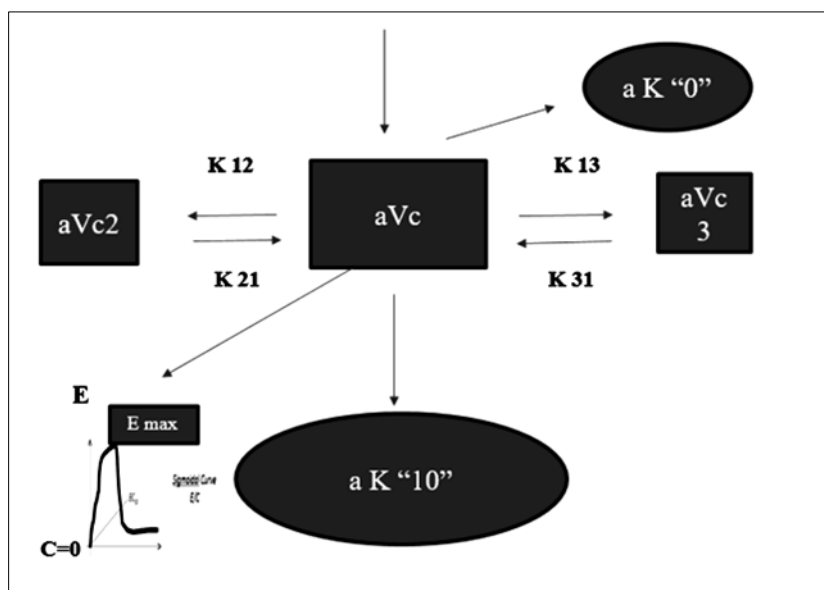 a K “0”
K 12
K 13
aVc2
aVc
aVc
3
K 21
K 31
E
E max
Sigmoidal Curve
E/C
a K “10”
C=0